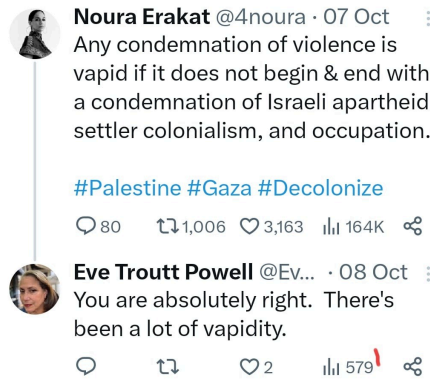 Noura Erakat @4noura · 07 Oct
Any condemnation of violence is
vapid if it does not begin & end with
a condemnation of Israeli apartheid
settler colonialism, and occupation.
#Palestine #Gaza #Decolonize
80 1,006 3,163 164K
Eve Troutt Powell @Ev... · 08 Oct
You are absolutely right. There's
been a lot of vapidity.
2 579